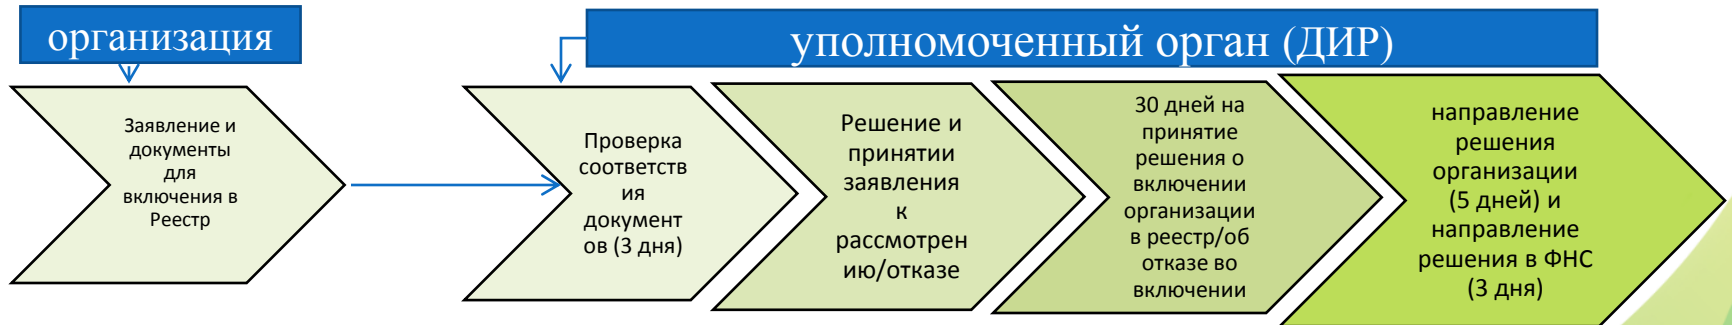 организация
уполномоченный орган (ДИР)
Заявление и
документы
для
включения в
Реестр
Проверка
соответств
ия
документ
ов (3 дня)
Решение и
принятии
заявления
к
рассмотрен
ию/отказе
30 дней на
принятие
решения о
включении
организации
в реестр/об
отказе во
включении
направление
решения
организации
(5 дней) и
направление
решения в ФНС
(3 дня)